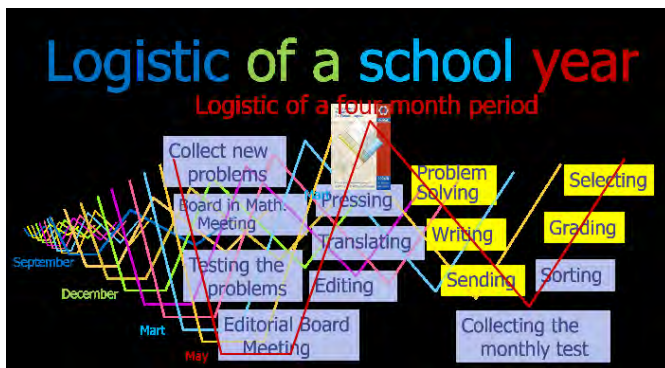 Logistic of a school year
Logistic of a four-month period
Collect new
problems
Board in Math.
Meeting
Testing the
problems
Editorial Board
Meeting
Pressing
Translating
Editing
Problem
Solving
Writing
Sending
Selecting
Grading
Sorting
Collecting the
monthly test
September
December
Mart
May